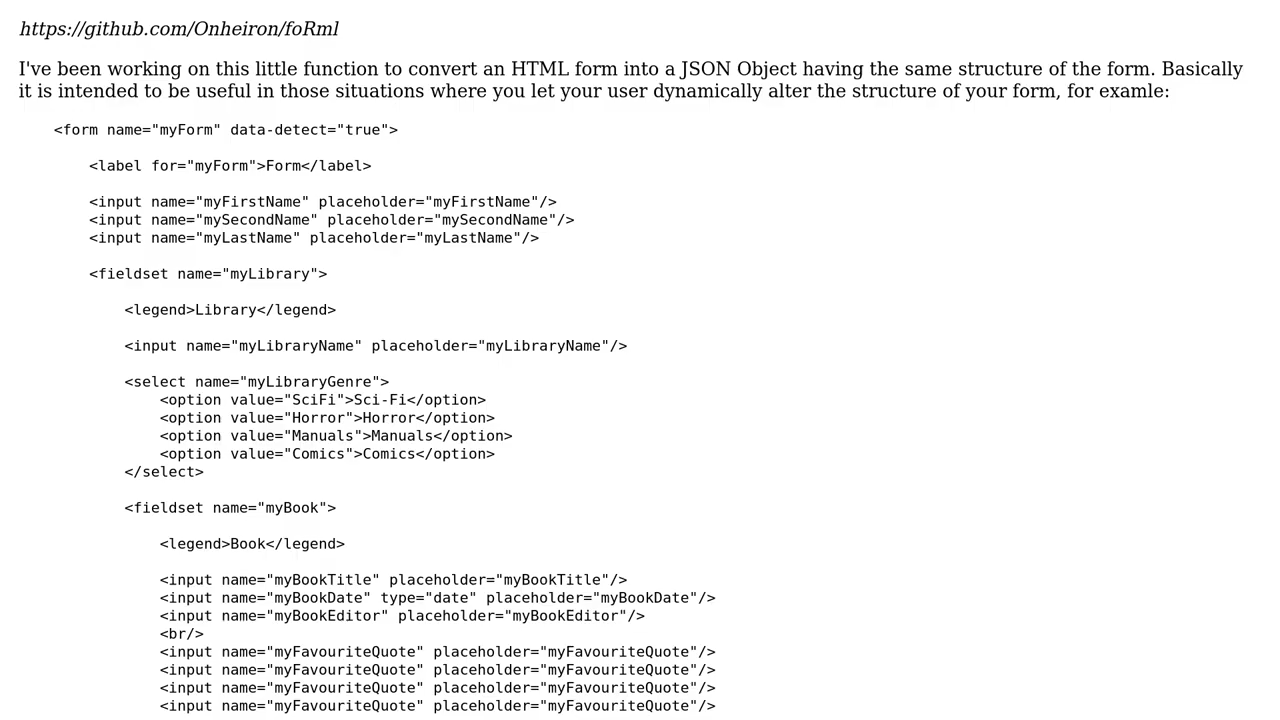 https://github.com/Onheiron/foRml
I've been working on this little function to convert an HTML form into a JSON Object having the same structure of the form. Basically
it is intended to be useful in those situations where you let your user dynamically alter the structure of your form, for examle:
<form name="myForm" data-detect="true">
<label for="myForm">Form</label>
<input name="myFirstName" placeholder="myFirstName"/>
<input name="mySecondName" placeholder="mySecondName"/>
<input name="myLastName" placeholder="myLastName"/>
<fieldset name="myLibrary">
<legend>Library</legend>
<input name="myLibraryName" placeholder="myLibraryName"/>
<select name="myLibraryGenre">
<option value="SciFi">Sci-Fi</option>
<option value="Horror">Horror</option>
<option value="Manuals">Manuals</option>
<option value="Comics">Comics</option>
</select>
<fieldset name="myBook">
<legend>Book</legend>
<input name="myBookTitle" placeholder="myBookTitle"/>
<input name="myBookDate" type="date" placeholder="myBookDate"/>
<input name="myBookEditor" placeholder="myBookEditor"/>
<br/>
<input name="myFavouriteQuote" placeholder="myFavouriteQuote"/>
<input name="myFavouriteQuote" placeholder="myFavouriteQuote"/>
<input name="myFavouriteQuote" placeholder="myFavouriteQuote"/>
<input name="myFavouriteQuote" placeholder="myFavouriteQuote"/>